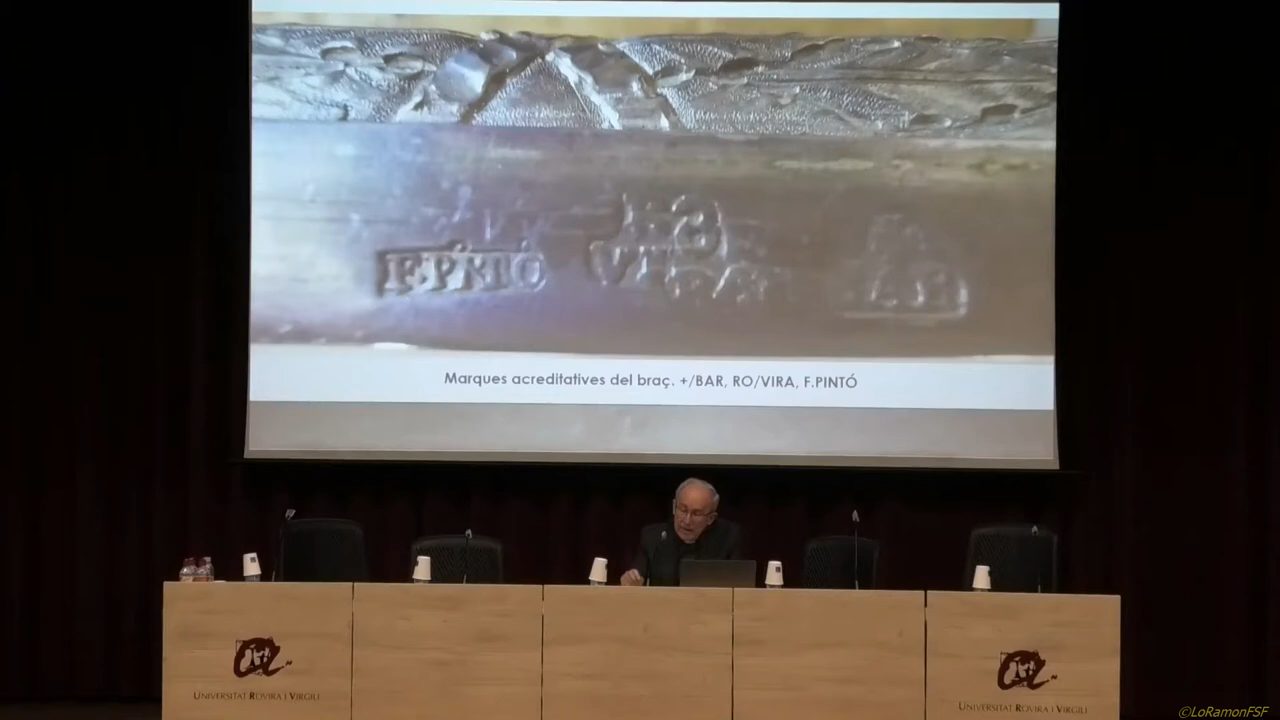 F.PINTÓ
Marques acreditatives del braç. +/BAR, RO/VIRA, F.PINTÓ
UNIVERSITAT ROVIRA I VIRGILI
UNIVERSITAT ROVIRA I VIRGILI
©LoRamonFSF